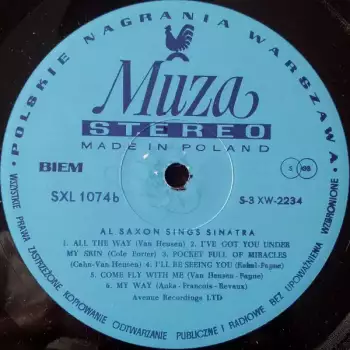 POLSKIE NAGRANIA WARSZAWA
Muza
STEREO
MADE IN POLAND
BIEM
SXL 1074b
S-3 XW-2234
AL SAXON SINGS SINATRA
1. ALL THE WAY (Van Heusen) 2. I'VE GOT YOU UNDER
MY SKIN (Cole Porter) 3. POCKET FULL OF MIRACLES
(Cahn-Van Heusen) 4. I'LL BE SEEING YOU (Kahal-Payne)
5. COME FLY WITH ME (Van Heusen-Payne)
6. MY WAY (Anka-Francois-Revaux)
Avenue Recordings LTD
WSZYSTKIE PRAWA ZASTRZEŻONE KOPIOWANIE ODTWARZANIE PUBLICZNE I RADIOWE BEZ UPOWAŻNIENIA WZBRONIONE